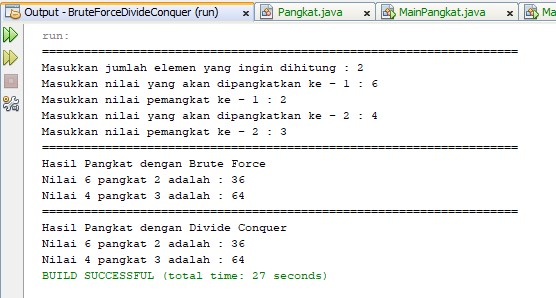 Output - BruteForceDivideConquer (run) Pangkat.java MainPangkat.java Ma
run:
====================================================================
Masukkan jumlah elemen yang ingin dihitung : 2
Masukkan nilai yang akan dipangkatkan ke - 1 : 6
Masukkan nilai pemangkat ke - 1 : 2
Masukkan nilai yang akan dipangkatkan ke - 2 : 4
Masukkan nilai pemangkat ke - 2 : 3
====================================================================
Hasil Pangkat dengan Brute Force
Nilai 6 pangkat 2 adalah : 36
Nilai 4 pangkat 3 adalah : 64
====================================================================
Hasil Pangkat dengan Divide Conquer
Nilai 6 pangkat 2 adalah : 36
Nilai 4 pangkat 3 adalah : 64
BUILD SUCCESSFUL (total time: 27 seconds)